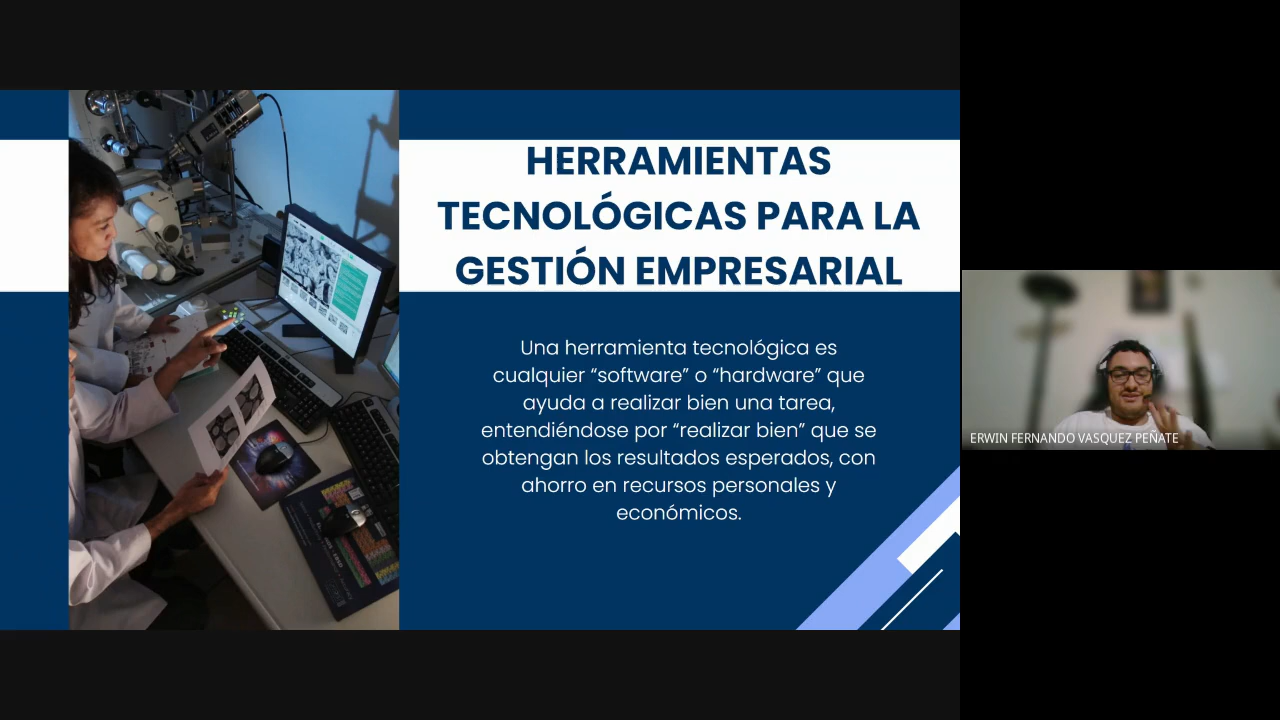 HERRAMIENTAS
TECNOLÓGICAS PARA LA
GESTIÓN EMPRESARIAL
Una herramienta tecnológica es
cualquier “software” o “hardware” que
ayuda a realizar bien una tarea,
entendiéndose por “realizar bien” que se
obtengan los resultados esperados, con
ahorro en recursos personales y
económicos.
ERWIN FERNANDO VASQUEZ PEÑATE